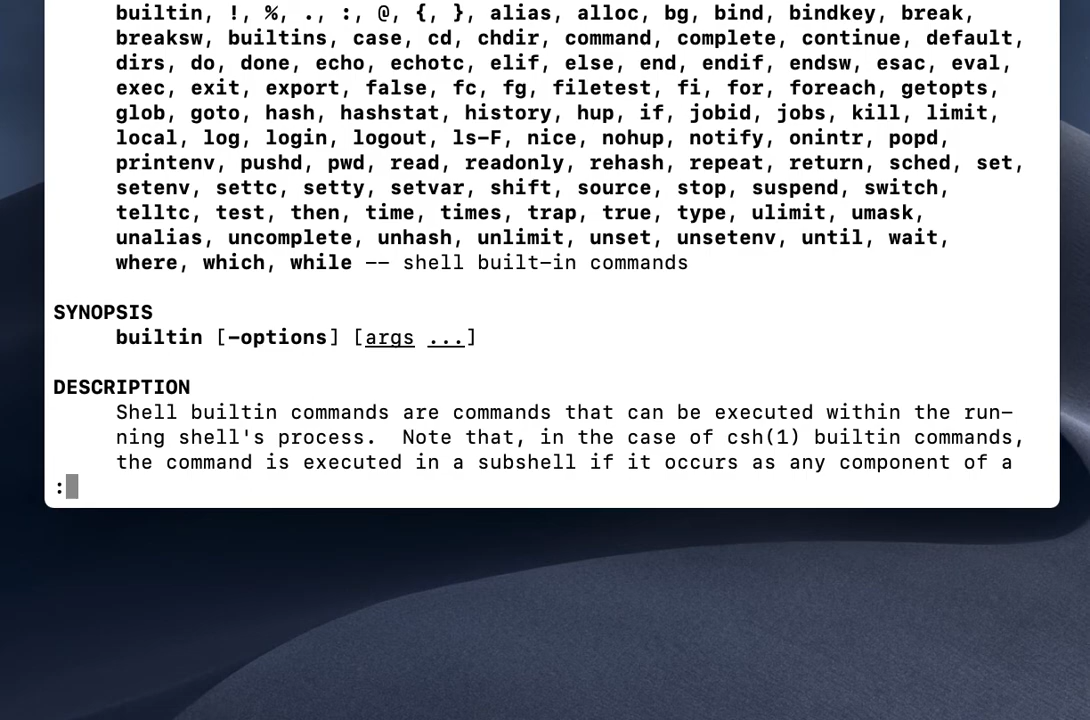 builtin, !, %, ., :, @, {, }, alias, alloc, bg, bind, bindkey, break,
breaksw, builtins, case, cd, chdir, command, complete, continue, default,
dirs, do, done, echo, echotc, elif, else, end, endif, endsw, esac, eval,
exec, exit, export, false, fc, fg, filetest, fi, for, foreach, getopts,
glob, goto, hash, hashstat, history, hup, if, jobid, jobs, kill, limit,
local, log, login, logout, ls-F, nice, nohup, notify, onintr, popd,
printenv, pushd, pwd, read, readonly, rehash, repeat, return, sched, set,
setenv, settc, setty, setvar, shift, source, stop, suspend, switch,
telltc, test, then, time, times, trap, true, type, ulimit, umask,
unalias, uncomplete, unhash, unlimit, unset, unsetenv, until, wait,
where, which, while -- shell built-in commands
SYNOPSIS
builtin [-options] [args ...]
DESCRIPTION
Shell builtin commands are commands that can be executed within the run-
ning shell's process.  Note that, in the case of csh(1) builtin commands,
the command is executed in a subshell if it occurs as any component of a
: